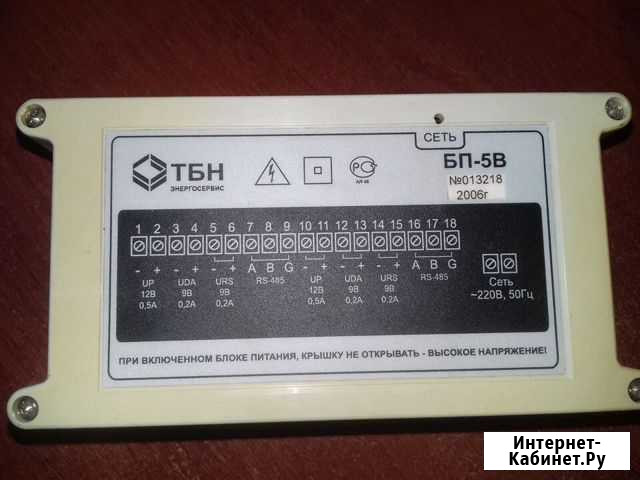 СЕТЬ
ТБН
ЭНЕРГОСЕРВИС
РС
БП-5В
№013218
2006г
1 2 3 4 5 6 7 8 9 10 11 12 13 14 15 16 17 18
- + - + - + A B G - + - + - + A B G
UP UDA URS RS-485 UP UDA URS RS-485
12В 9В 9В 12В 9В 9В
0,5А 0,2А 0,2А 0,5А 0,2А 0,2А
Сеть
~220В, 50Гц
ПРИ ВКЛЮЧЕННОМ БЛОКЕ ПИТАНИЯ, КРЫШКУ НЕ ОТКРЫВАТЬ - ВЫСОКОЕ НАПРЯЖЕНИЕ!
Интернет-
Кабинет.Ру